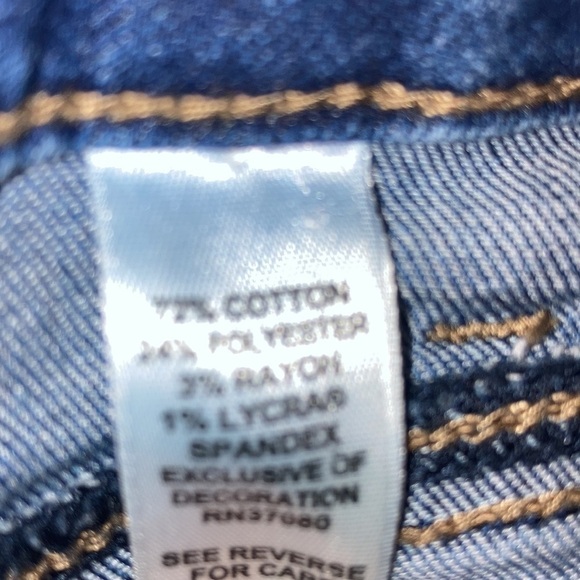 72% COTTON
24% POLYESTER
3% RAYON
1% LYCRA®
SPANDEX
EXCLUSIVE OF
DECORATION
SEE REVERSE
FOR CARE